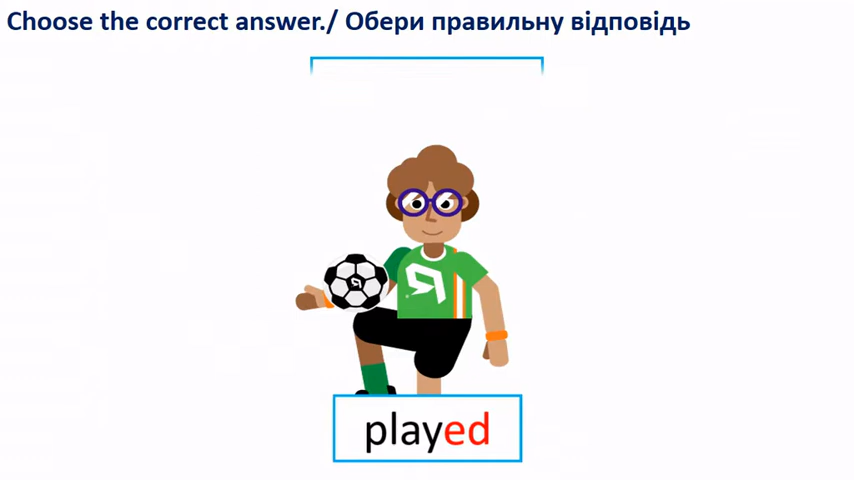 Choose the correct answer./ Обери правильну відповідь
played